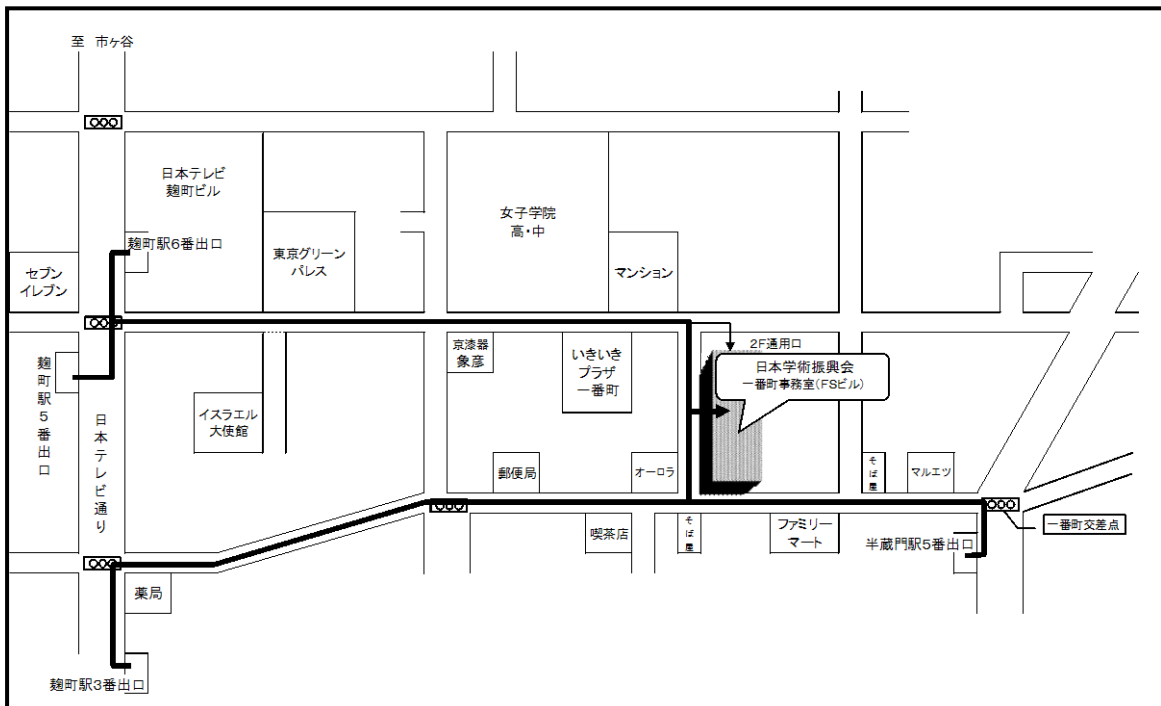 至 市ヶ谷
日本テレビ
麹町ビル
女子学院
高・中
麹町駅6番出口
東京グリーン
パレス
マンション
セブン
イレブン
2F通用口
京漆器
象彦
いきいき
プラザ
一番町
日本学術振興会
一番町事務室(FSビル)
麹町駅5番出口
日本テレビ通り
イスラエル
大使館
郵便局
オーロラ
そば屋
マルエツ
喫茶店
そば屋
ファミリー
マート
一番町交差点
半蔵門駅5番出口
薬局
麹町駅3番出口